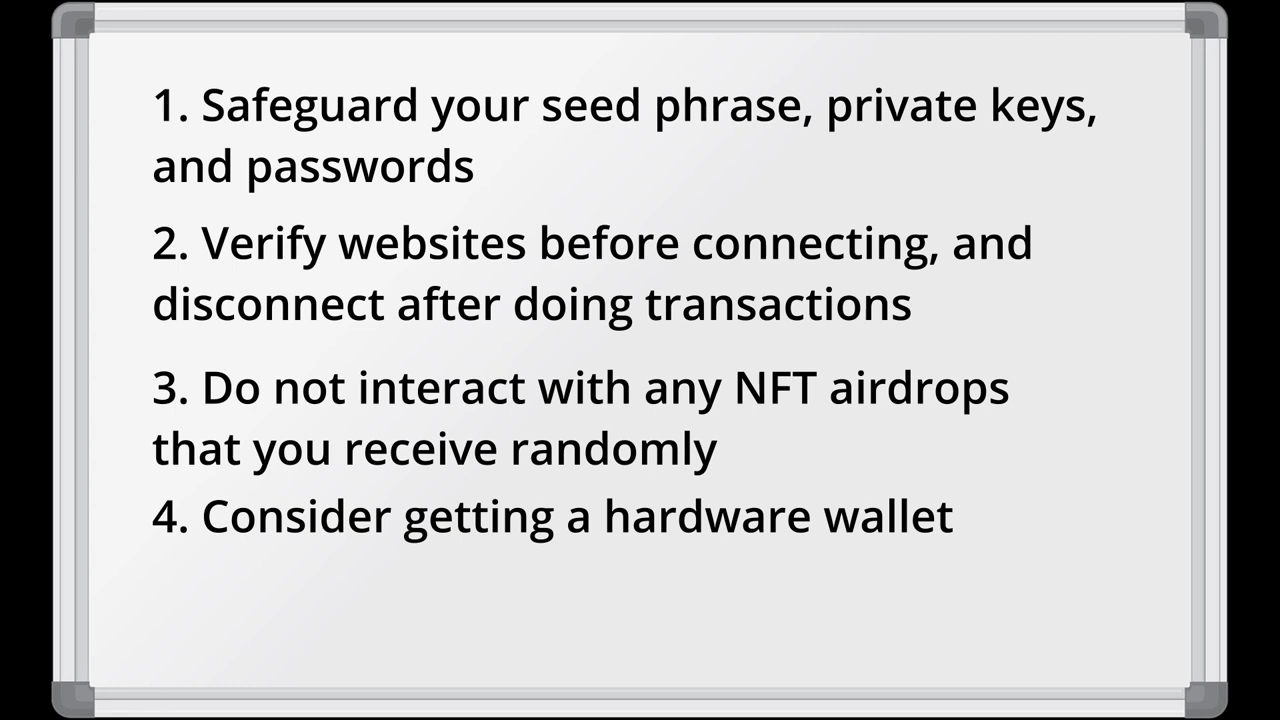 1. Safeguard your seed phrase, private keys,
and passwords
2. Verify websites before connecting, and
disconnect after doing transactions
3. Do not interact with any NFT airdrops
that you receive randomly
4. Consider getting a hardware wallet